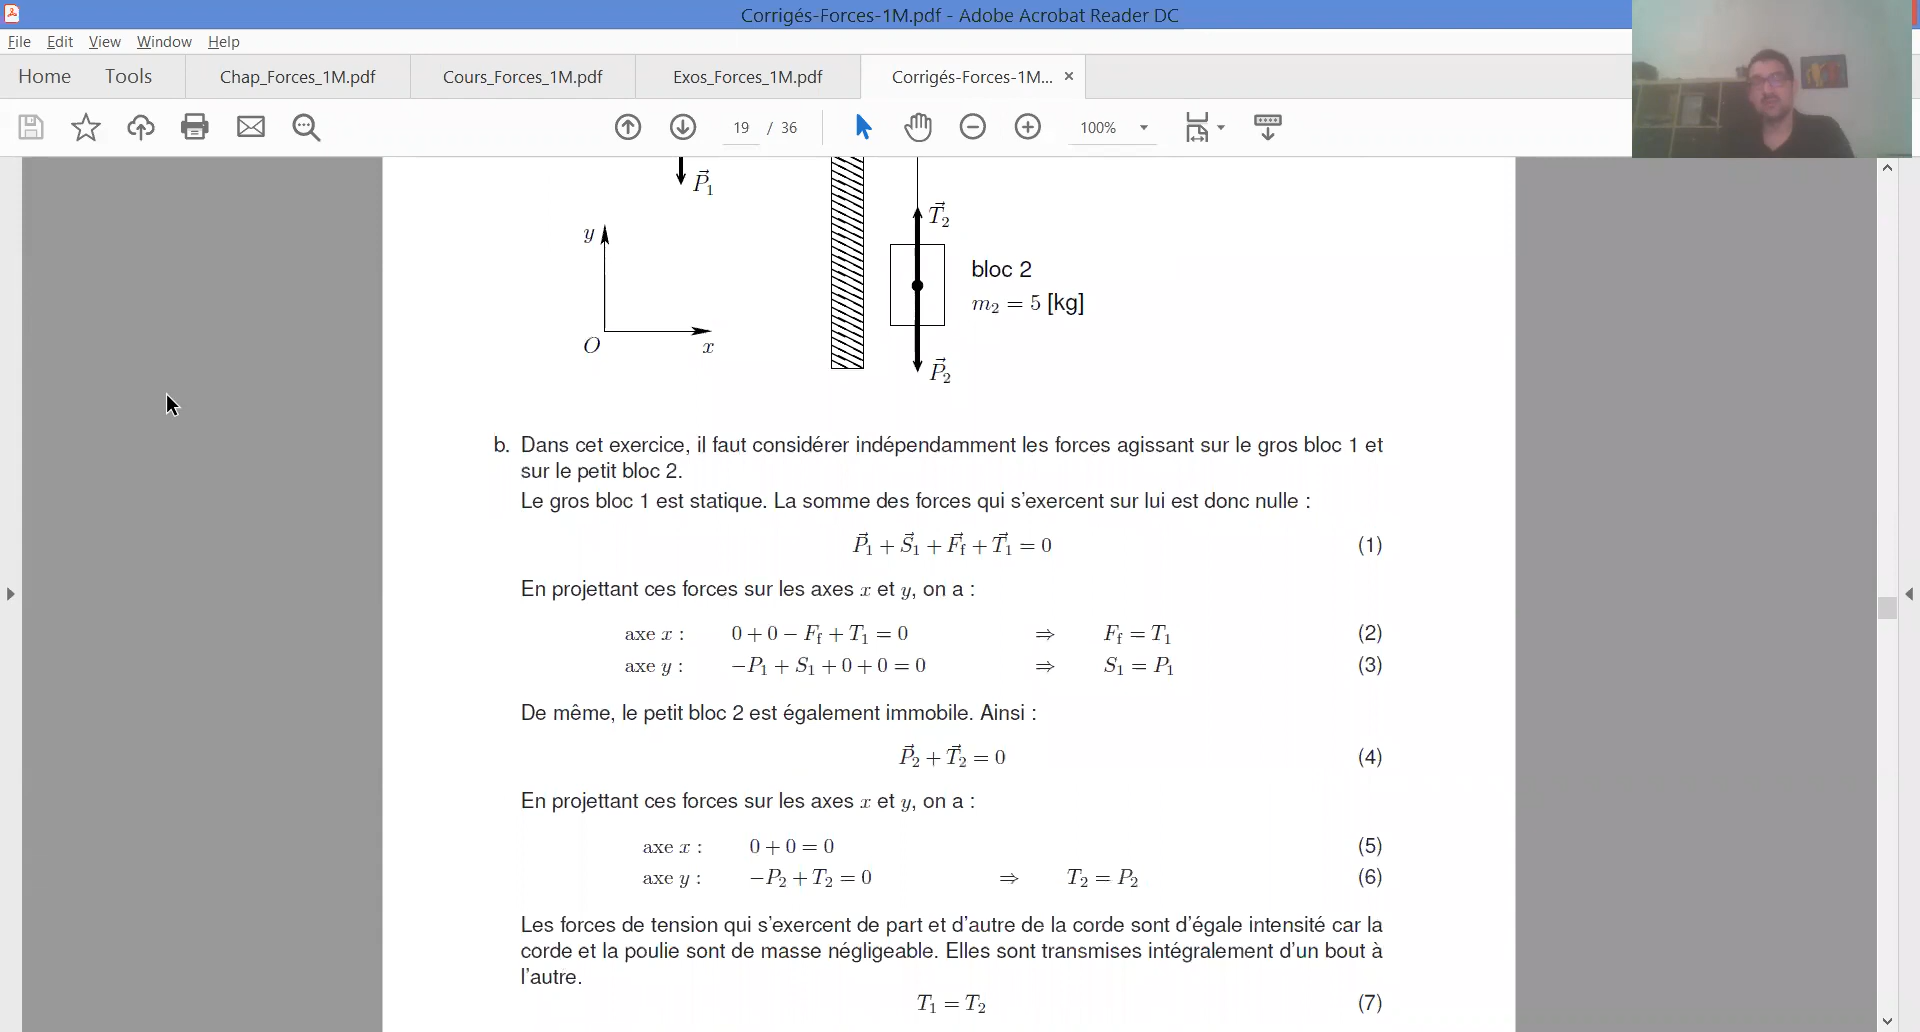 Corrigés-Forces-1M.pdf - Adobe Acrobat Reader DC
File Edit View Window Help
Home Tools Chap_Forces_1M.pdf Cours_Forces_1M.pdf Exos_Forces_1M.pdf Corrigés-Forces-1M... ×
19 / 36 100%
P⃗₁
y
T⃗₂
bloc 2
m₂ = 5 [kg]
O x
P⃗₂
b. Dans cet exercice, il faut considérer indépendamment les forces agissant sur le gros bloc 1 et
sur le petit bloc 2.
Le gros bloc 1 est statique. La somme des forces qui s'exercent sur lui est donc nulle :
P⃗₁ + S⃗₁ + F⃗f + T⃗₁ = 0 (1)
En projettant ces forces sur les axes x et y, on a :
axe x : 0 + 0 − Ff + T₁ = 0 ⇒ Ff = T₁ (2)
axe y : −P₁ + S₁ + 0 + 0 = 0 ⇒ S₁ = P₁ (3)
De même, le petit bloc 2 est également immobile. Ainsi :
P⃗₂ + T⃗₂ = 0 (4)
En projettant ces forces sur les axes x et y, on a :
axe x : 0 + 0 = 0 (5)
axe y : −P₂ + T₂ = 0 ⇒ T₂ = P₂ (6)
Les forces de tension qui s'exercent de part et d'autre de la corde sont d'égale intensité car la
corde et la poulie sont de masse négligeable. Elles sont transmises intégralement d'un bout à
l'autre.
T₁ = T₂ (7)